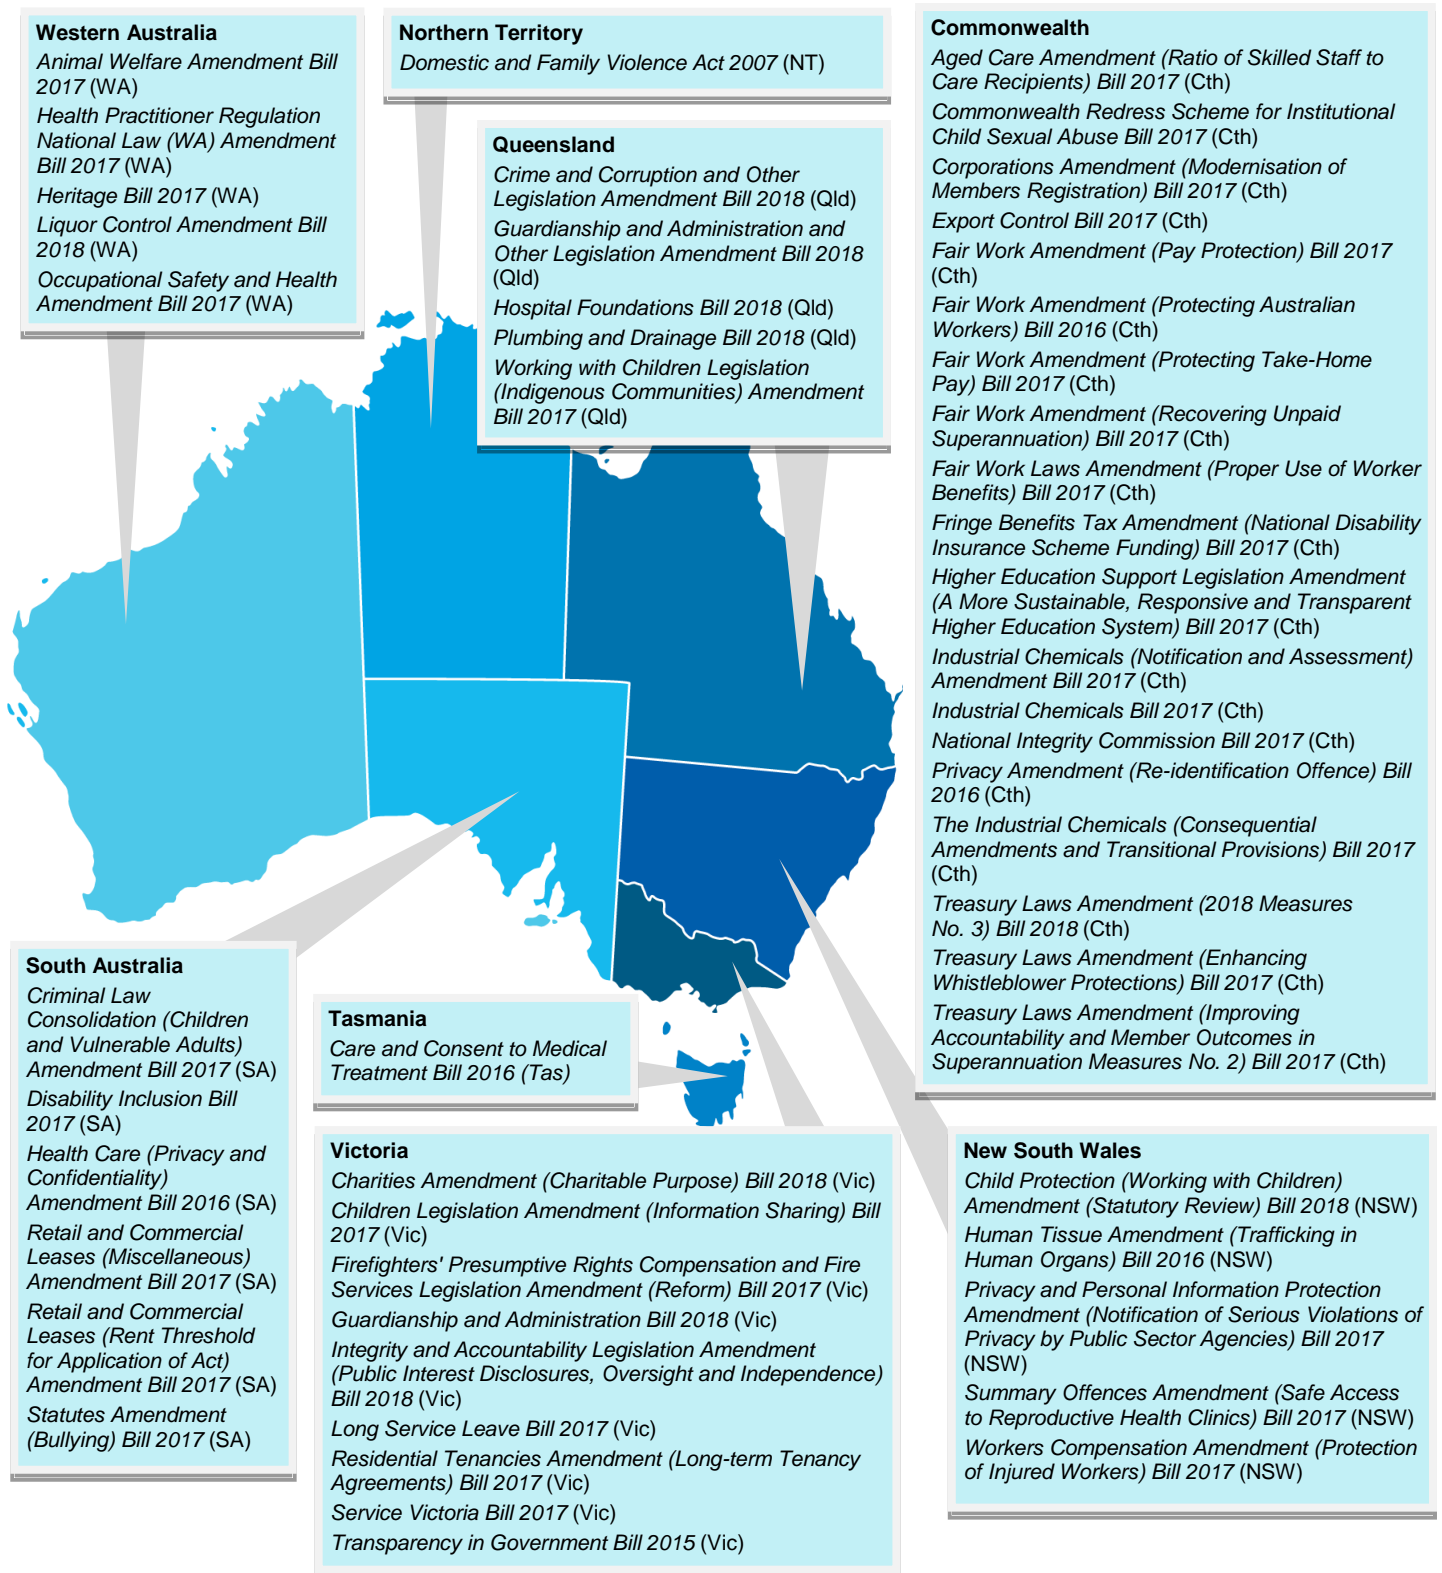 Western Australia
Animal Welfare Amendment Bill
2017 (WA)
Health Practitioner Regulation
National Law (WA) Amendment
Bill 2017 (WA)
Heritage Bill 2017 (WA)
Liquor Control Amendment Bill
2018 (WA)
Occupational Safety and Health
Amendment Bill 2017 (WA)
Northern Territory
Domestic and Family Violence Act 2007 (NT)
Queensland
Crime and Corruption and Other
Legislation Amendment Bill 2018 (Qld)
Guardianship and Administration and
Other Legislation Amendment Bill 2018
(Qld)
Hospital Foundations Bill 2018 (Qld)
Plumbing and Drainage Bill 2018 (Qld)
Working with Children Legislation
(Indigenous Communities) Amendment
Bill 2017 (Qld)
Commonwealth
Aged Care Amendment (Ratio of Skilled Staff to
Care Recipients) Bill 2017 (Cth)
Commonwealth Redress Scheme for Institutional
Child Sexual Abuse Bill 2017 (Cth)
Corporations Amendment (Modernisation of
Members Registration) Bill 2017 (Cth)
Export Control Bill 2017 (Cth)
Fair Work Amendment (Pay Protection) Bill 2017
(Cth)
Fair Work Amendment (Protecting Australian
Workers) Bill 2016 (Cth)
Fair Work Amendment (Protecting Take-Home
Pay) Bill 2017 (Cth)
Fair Work Amendment (Recovering Unpaid
Superannuation) Bill 2017 (Cth)
Fair Work Laws Amendment (Proper Use of Worker
Benefits) Bill 2017 (Cth)
Fringe Benefits Tax Amendment (National Disability
Insurance Scheme Funding) Bill 2017 (Cth)
Higher Education Support Legislation Amendment
(A More Sustainable, Responsive and Transparent
Higher Education System) Bill 2017 (Cth)
Industrial Chemicals (Notification and Assessment)
Amendment Bill 2017 (Cth)
Industrial Chemicals Bill 2017 (Cth)
National Integrity Commission Bill 2017 (Cth)
Privacy Amendment (Re-identification Offence) Bill
2016 (Cth)
The Industrial Chemicals (Consequential
Amendments and Transitional Provisions) Bill 2017
(Cth)
Treasury Laws Amendment (2018 Measures
No. 3) Bill 2018 (Cth)
Treasury Laws Amendment (Enhancing
Whistleblower Protections) Bill 2017 (Cth)
Treasury Laws Amendment (Improving
Accountability and Member Outcomes in
Superannuation Measures No. 2) Bill 2017 (Cth)
South Australia
Criminal Law
Consolidation (Children
and Vulnerable Adults)
Amendment Bill 2017 (SA)
Disability Inclusion Bill
2017 (SA)
Health Care (Privacy and
Confidentiality)
Amendment Bill 2016 (SA)
Retail and Commercial
Leases (Miscellaneous)
Amendment Bill 2017 (SA)
Retail and Commercial
Leases (Rent Threshold
for Application of Act)
Amendment Bill 2017 (SA)
Statutes Amendment
(Bullying) Bill 2017 (SA)
Tasmania
Care and Consent to Medical
Treatment Bill 2016 (Tas)
Victoria
Charities Amendment (Charitable Purpose) Bill 2018 (Vic)
Children Legislation Amendment (Information Sharing) Bill
2017 (Vic)
Firefighters' Presumptive Rights Compensation and Fire
Services Legislation Amendment (Reform) Bill 2017 (Vic)
Guardianship and Administration Bill 2018 (Vic)
Integrity and Accountability Legislation Amendment
(Public Interest Disclosures, Oversight and Independence)
Bill 2018 (Vic)
Long Service Leave Bill 2017 (Vic)
Residential Tenancies Amendment (Long-term Tenancy
Agreements) Bill 2017 (Vic)
Service Victoria Bill 2017 (Vic)
Transparency in Government Bill 2015 (Vic)
New South Wales
Child Protection (Working with Children)
Amendment (Statutory Review) Bill 2018 (NSW)
Human Tissue Amendment (Trafficking in
Human Organs) Bill 2016 (NSW)
Privacy and Personal Information Protection
Amendment (Notification of Serious Violations of
Privacy by Public Sector Agencies) Bill 2017
(NSW)
Summary Offences Amendment (Safe Access
to Reproductive Health Clinics) Bill 2017 (NSW)
Workers Compensation Amendment (Protection
of Injured Workers) Bill 2017 (NSW)